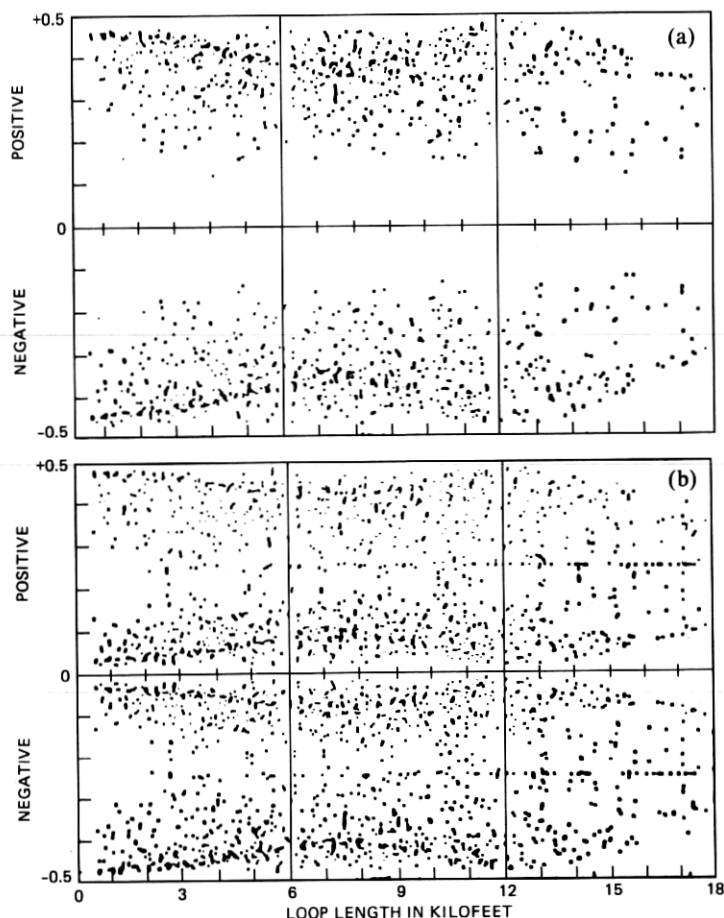 +0.5
(a)
POSITIVE
0
NEGATIVE
-0.5
+0.5
(b)
POSITIVE
0
NEGATIVE
-0.5
0 3 6 9 12 15 18
LOOP LENGTH IN KILOFEET